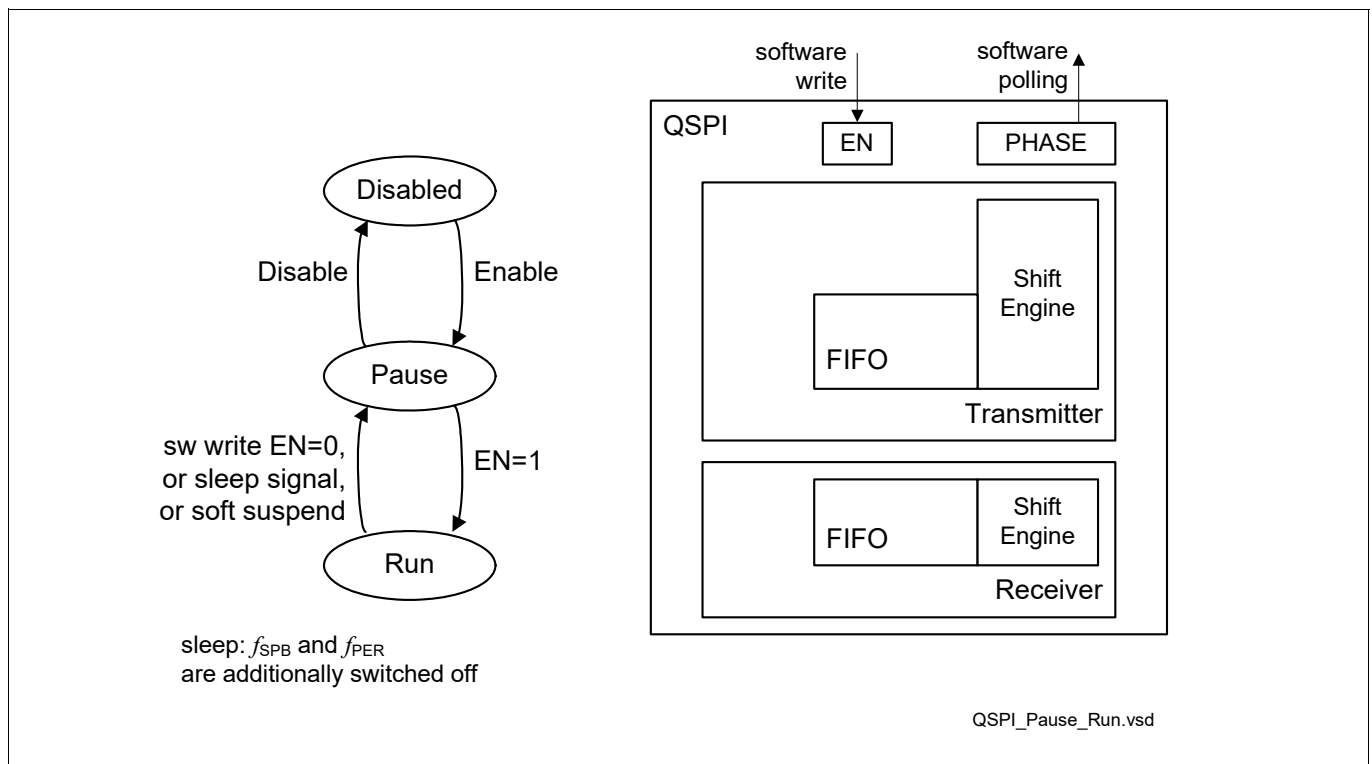 Disabled
Disable
Enable
Pause
sw write EN=0,
or sleep signal,
or soft suspend
EN=1
Run
sleep: fSPB and fPER
are additionally switched off
software
write
software
polling
QSPI
EN
PHASE
Shift
Engine
FIFO
Transmitter
Shift
Engine
FIFO
Receiver
QSPI_Pause_Run.vsd